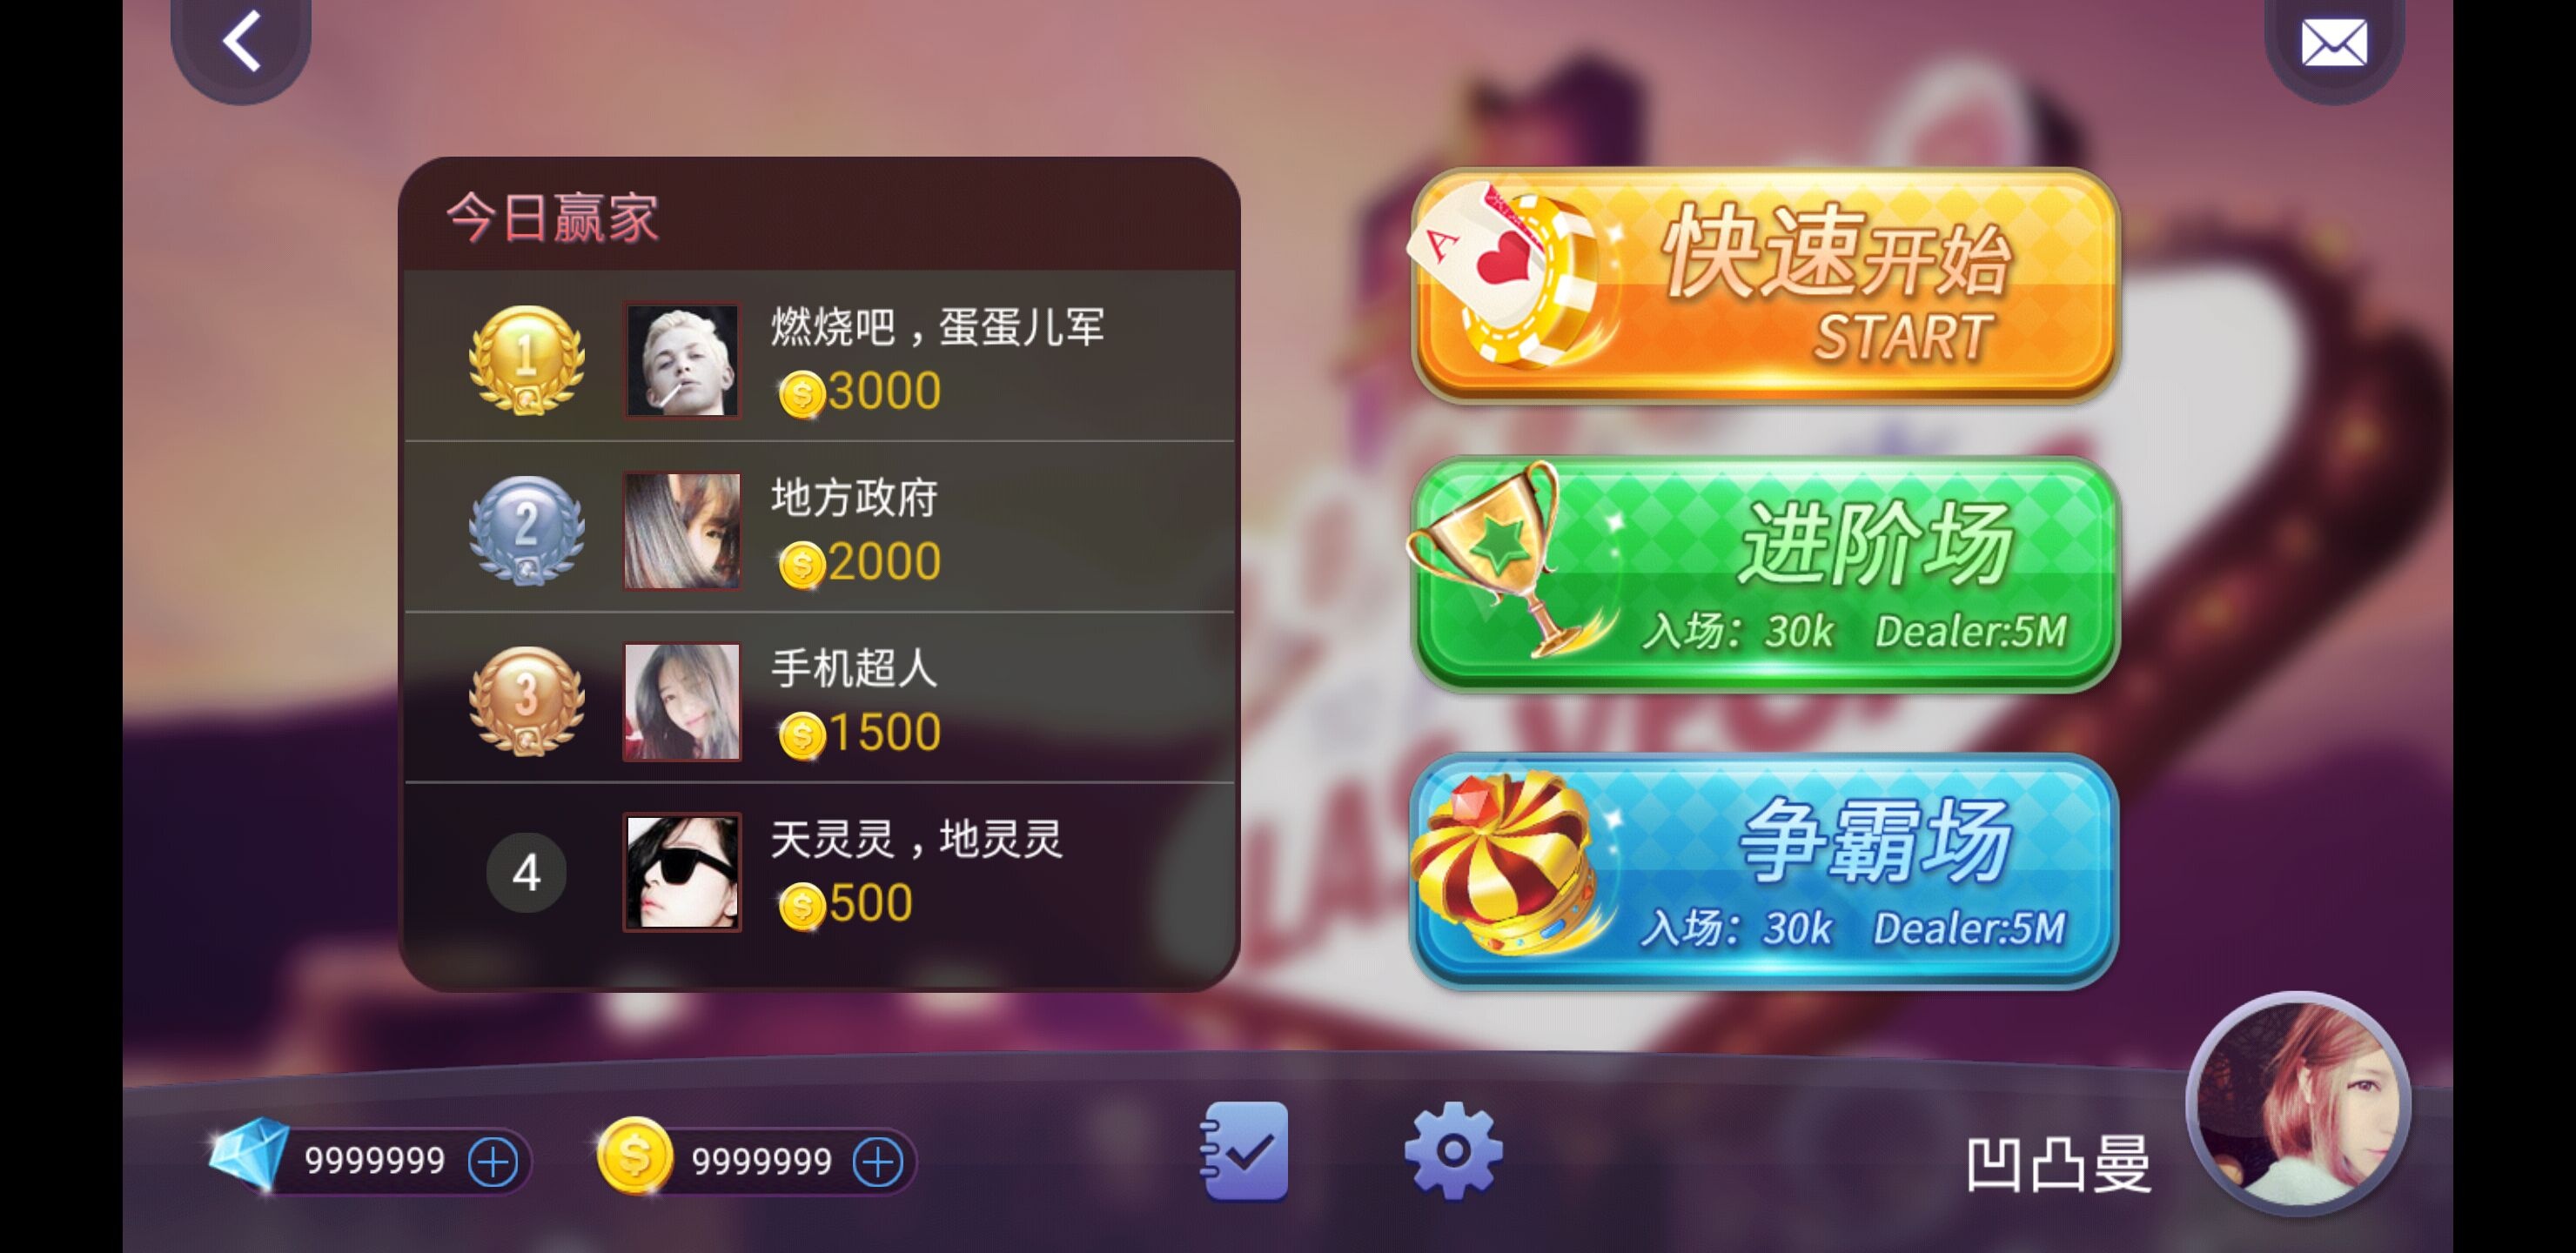 今日赢家
1
燃烧吧，蛋蛋儿军
3000
2
地方政府
2000
3
手机超人
1500
4
天灵灵，地灵灵
500
A
快速开始
START
进阶场
入场：30k Dealer:5M
争霸场
入场：30k Dealer:5M
9999999
9999999
凹凸曼